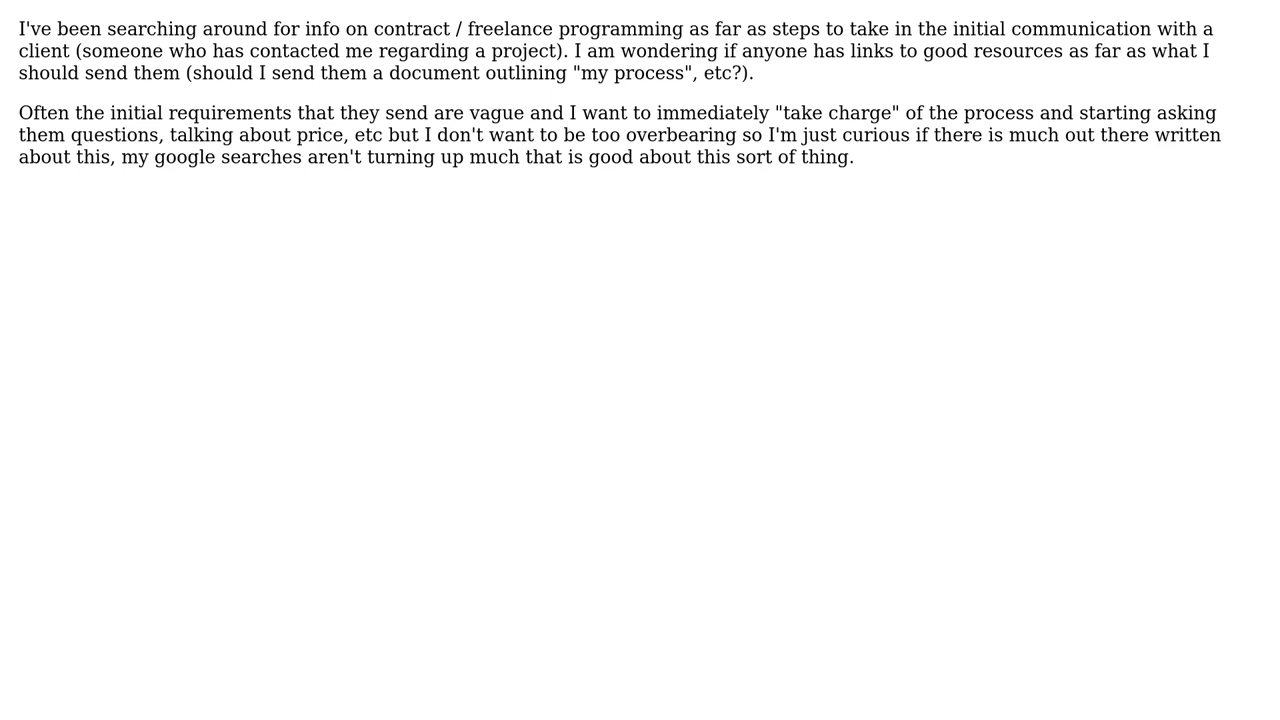 I've been searching around for info on contract / freelance programming as far as steps to take in the initial communication with a
client (someone who has contacted me regarding a project). I am wondering if anyone has links to good resources as far as what I
should send them (should I send them a document outlining "my process", etc?).
Often the initial requirements that they send are vague and I want to immediately "take charge" of the process and starting asking
them questions, talking about price, etc but I don't want to be too overbearing so I'm just curious if there is much out there written
about this, my google searches aren't turning up much that is good about this sort of thing.